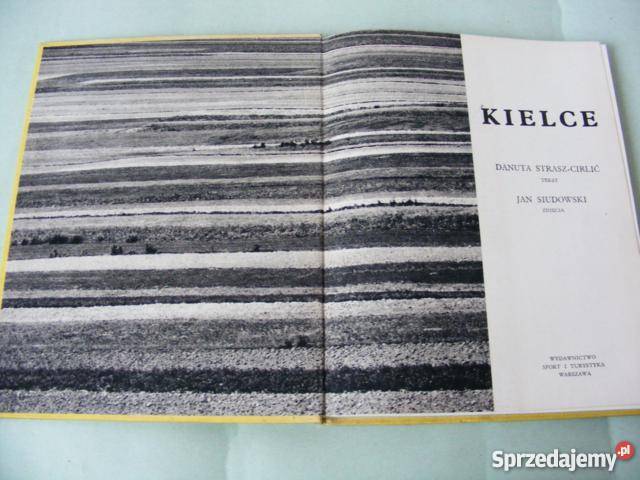 KIELCE
DANUTA STRASZ-CIRLIĆ
TEKST
JAN SIUDOWSKI
ZDJĘCIA
WYDAWNICTWO
SPORT I TURYSTYKA
WARSZAWA
Sprzedajemy.pl